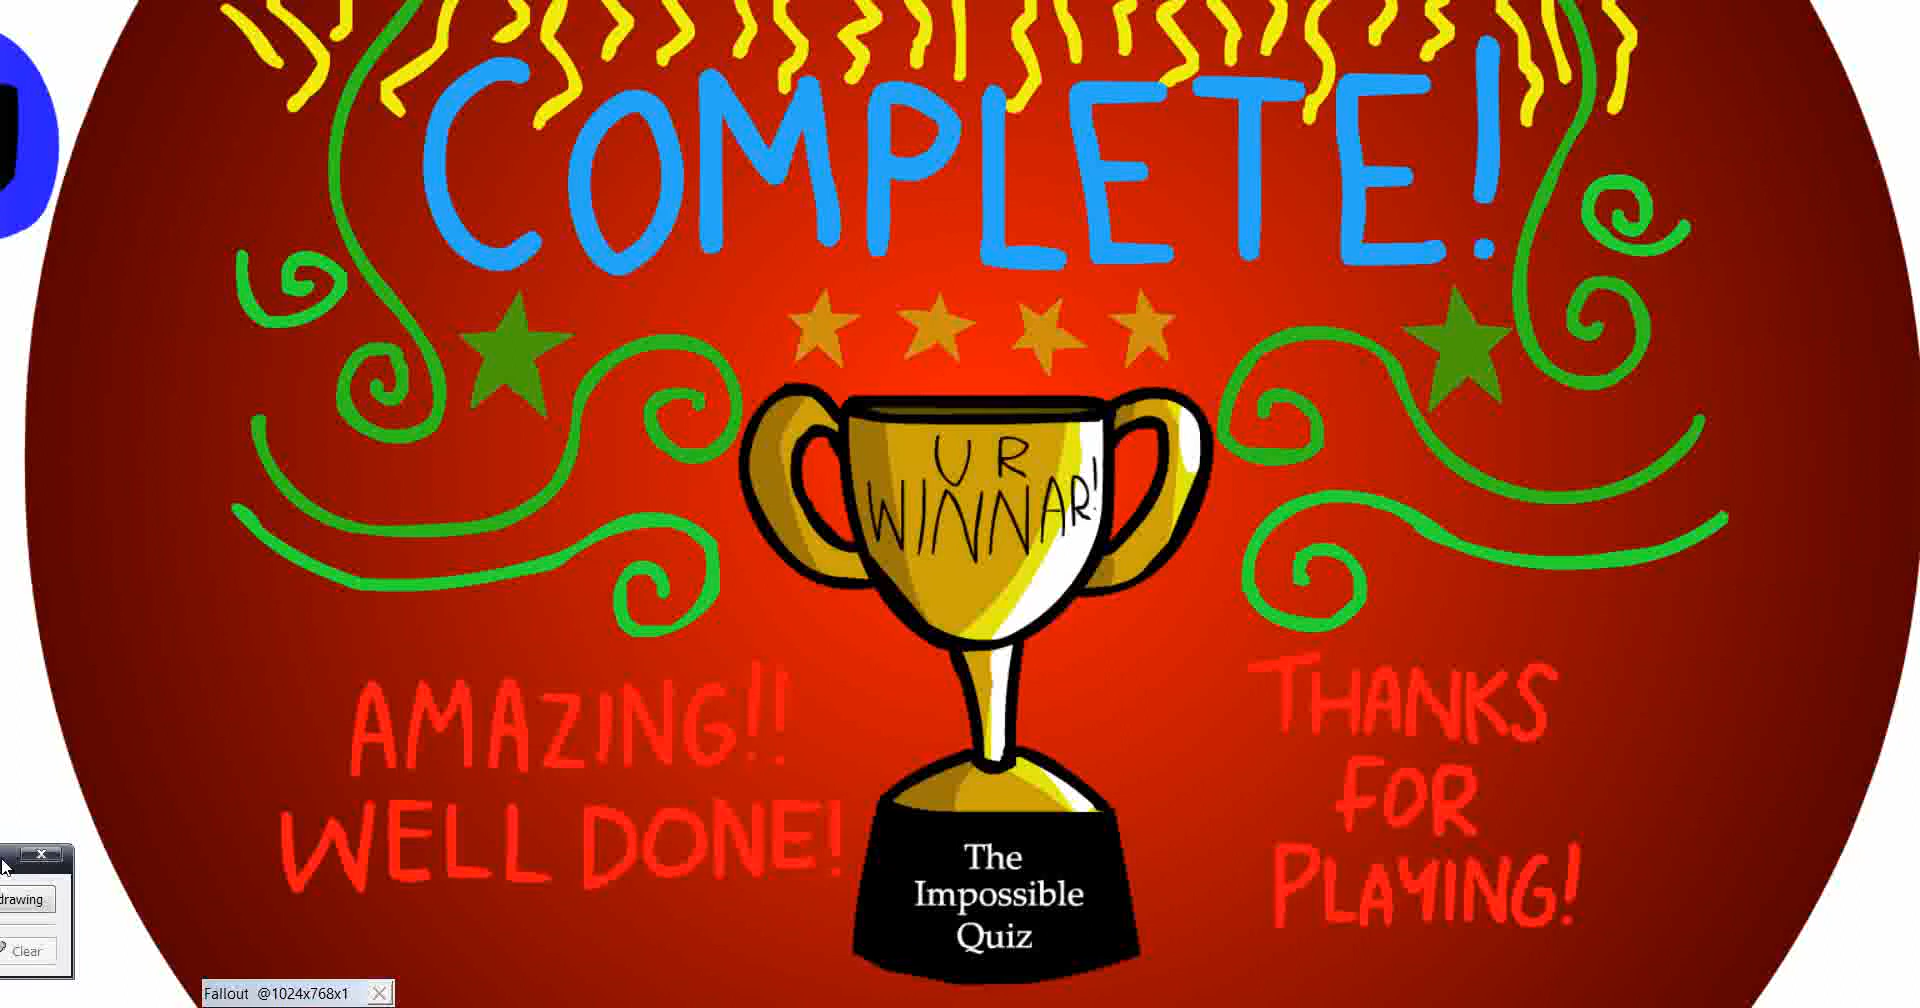 COMPLETE!
UR
WINNAR!
AMAZING!!
WELL DONE!
THANKS
FOR
PLAYING!
The
Impossible
Quiz
drawing
Clear
Fallout @1024x768x1